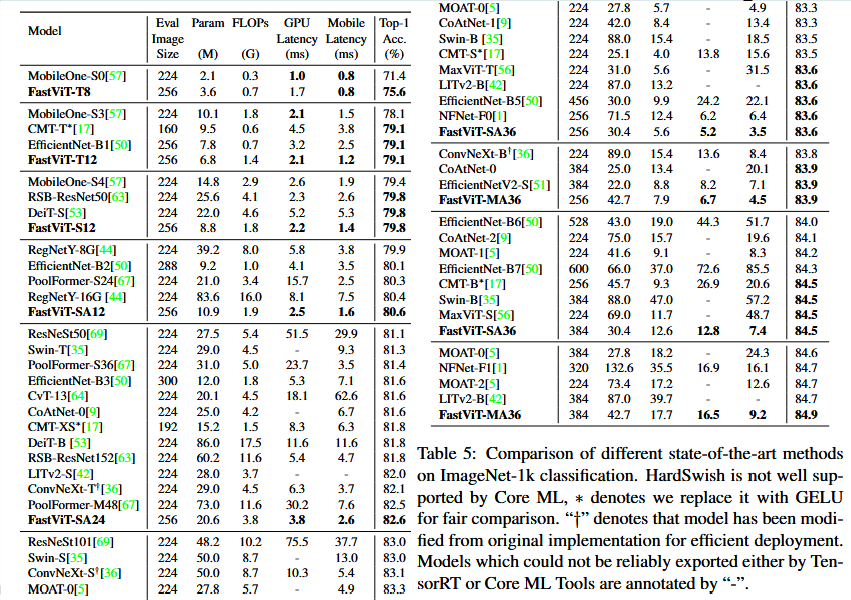 Model Eval Image Size Param (M) FLOPs (G) GPU Latency (ms) Mobile Latency (ms) Top-1 Acc. (%)
MobileOne-S0[57] 224 2.1 0.3 1.0 0.8 71.4
FastViT-T8 256 3.6 0.7 1.7 0.8 75.6
MobileOne-S3[57] 224 10.1 1.8 2.1 1.5 78.1
CMT-T*[17] 160 9.5 0.6 4.5 3.8 79.1
EfficientNet-B1[50] 256 7.8 0.7 3.2 2.5 79.1
FastViT-T12 256 6.8 1.4 2.1 1.2 79.1
MobileOne-S4[57] 224 14.8 2.9 2.6 1.9 79.4
RSB-ResNet50[63] 224 25.6 4.1 2.3 2.6 79.8
DeiT-S[53] 224 22.0 4.6 5.2 5.3 79.8
FastViT-S12 256 8.8 1.8 2.2 1.4 79.8
RegNetY-8G[44] 224 39.2 8.0 5.8 3.8 79.9
EfficientNet-B2[50] 288 9.2 1.0 4.1 3.5 80.1
PoolFormer-S24[67] 224 21.0 3.4 15.7 2.5 80.3
RegNetY-16G [44] 224 83.6 16.0 8.1 7.5 80.4
FastViT-SA12 256 10.9 1.9 2.5 1.6 80.6
ResNeSt50[69] 224 27.5 5.4 51.5 29.9 81.1
Swin-T[35] 224 29.0 4.5 - 9.3 81.3
PoolFormer-S36[67] 224 31.0 5.0 23.7 3.5 81.4
EfficientNet-B3[50] 300 12.0 1.8 5.3 7.1 81.6
CvT-13[64] 224 20.1 4.5 18.1 62.6 81.6
CoAtNet-0[9] 224 25.0 4.2 - 6.7 81.6
CMT-XS*[17] 192 15.2 1.5 8.3 6.3 81.8
DeiT-B [53] 224 86.0 17.5 11.6 11.6 81.8
RSB-ResNet152[63] 224 60.2 11.6 5.4 4.7 81.8
LITv2-S[42] 224 28.0 3.7 - - 82.0
ConvNeXt-T†[36] 224 29.0 4.5 6.3 3.7 82.1
PoolFormer-M48[67] 224 73.0 11.6 30.2 7.6 82.5
FastViT-SA24 256 20.6 3.8 3.8 2.6 82.6
ResNeSt101[69] 224 48.2 10.2 75.5 37.7 83.0
Swin-S[35] 224 50.0 8.7 - 13.0 83.0
ConvNeXt-S†[36] 224 50.0 8.7 10.3 5.4 83.1
MOAT-0[5] 224 27.8 5.7 - 4.9 83.3
MOAT-0[5] 224 27.8 5.7 - 4.9 83.3
CoAtNet-1[9] 224 42.0 8.4 - 13.4 83.3
Swin-B [35] 224 88.0 15.4 - 18.5 83.5
CMT-S*[17] 224 25.1 4.0 13.8 15.6 83.5
MaxViT-T[56] 224 31.0 5.6 - 31.5 83.6
LITv2-B[42] 224 87.0 13.2 - - 83.6
EfficientNet-B5[50] 456 30.0 9.9 24.2 22.1 83.6
NFNet-F0[1] 256 71.5 12.4 6.2 6.4 83.6
FastViT-SA36 256 30.4 5.6 5.2 3.5 83.6
ConvNeXt-B†[36] 224 89.0 15.4 13.6 8.4 83.8
CoAtNet-0 384 25.0 13.4 - 20.1 83.9
EfficientNetV2-S[51] 384 22.0 8.8 8.2 7.1 83.9
FastViT-MA36 256 42.7 7.9 6.7 4.5 83.9
EfficientNet-B6[50] 528 43.0 19.0 44.3 51.7 84.0
CoAtNet-2[9] 224 75.0 15.7 - 19.6 84.1
MOAT-1[5] 224 41.6 9.1 - 8.3 84.2
EfficientNet-B7[50] 600 66.0 37.0 72.6 85.5 84.3
CMT-B*[17] 256 45.7 9.3 26.9 20.6 84.5
Swin-B[35] 384 88.0 47.0 - 57.2 84.5
MaxViT-S[56] 224 69.0 11.7 - 48.7 84.5
FastViT-SA36 384 30.4 12.6 12.8 7.4 84.5
MOAT-0[5] 384 27.8 18.2 - 24.3 84.6
NFNet-F1[1] 320 132.6 35.5 16.9 16.1 84.7
MOAT-2[5] 224 73.4 17.2 - 12.6 84.7
LITv2-B[42] 384 87.0 39.7 - - 84.7
FastViT-MA36 384 42.7 17.7 16.5 9.2 84.9
Table 5: Comparison of different state-of-the-art methods
on ImageNet-1k classification. HardSwish is not well sup-
ported by Core ML, ∗ denotes we replace it with GELU
for fair comparison. “†” denotes that model has been modi-
fied from original implementation for efficient deployment.
Models which could not be reliably exported either by Ten-
sorRT or Core ML Tools are annotated by “-”.